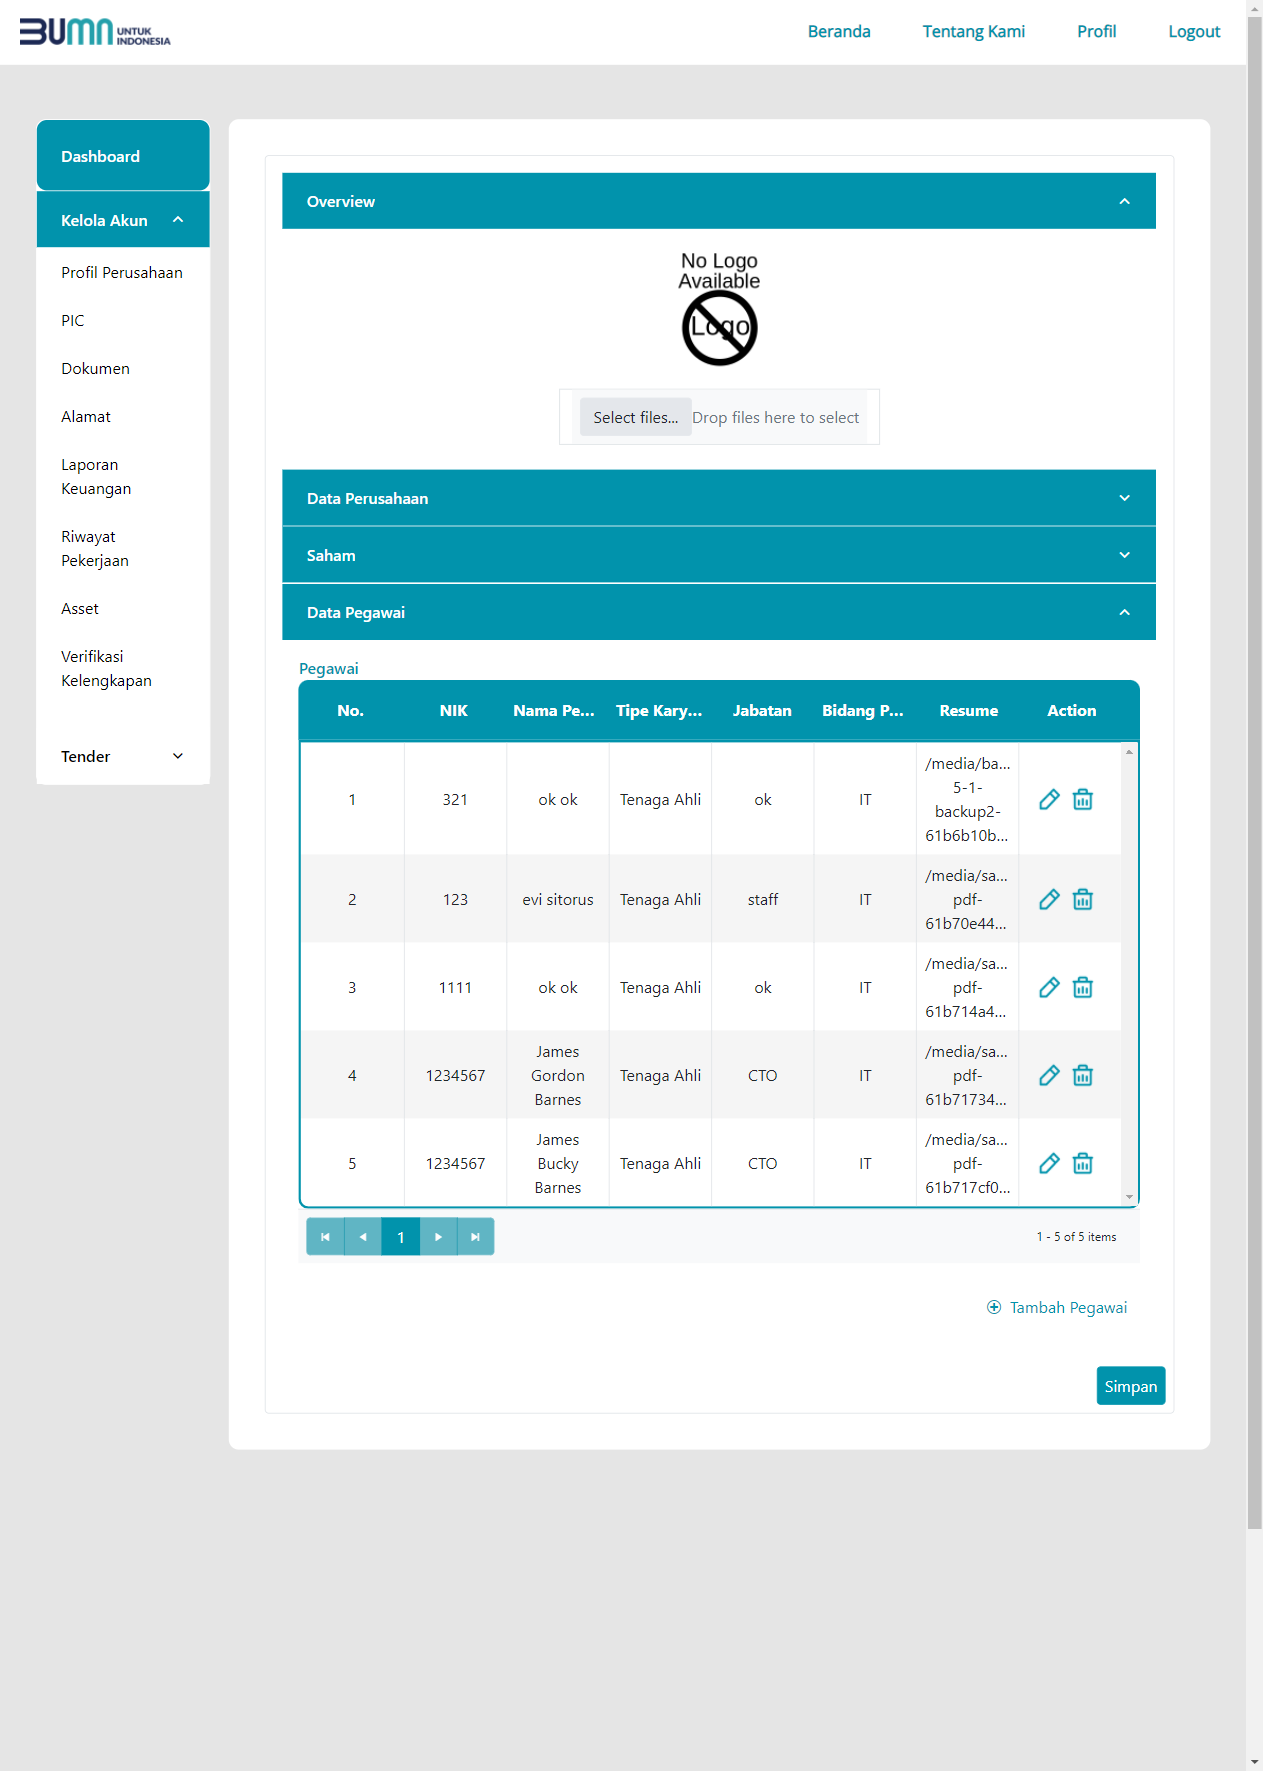 BUMN UNTUK INDONESIA
Beranda Tentang Kami Profil Logout
Dashboard
Kelola Akun
Profil Perusahaan
PIC
Dokumen
Alamat
Laporan
Keuangan
Riwayat
Pekerjaan
Asset
Verifikasi
Kelengkapan
Tender
Overview
No Logo
Available
Logo
Select files... Drop files here to select
Data Perusahaan
Saham
Data Pegawai
Pegawai
No. NIK Nama Pe... Tipe Kary... Jabatan Bidang P... Resume Action
1 321 ok ok Tenaga Ahli ok IT /media/ba...
5-1-
backup2-
61b6b10b...
2 123 evi sitorus Tenaga Ahli staff IT /media/sa...
pdf-
61b70e44...
3 1111 ok ok Tenaga Ahli ok IT /media/sa...
pdf-
61b714a4...
4 1234567 James Gordon Barnes Tenaga Ahli CTO IT /media/sa...
pdf-
61b71734...
5 1234567 James Bucky Barnes Tenaga Ahli CTO IT /media/sa...
pdf-
61b717cf0...
1
1 - 5 of 5 items
Tambah Pegawai
Simpan